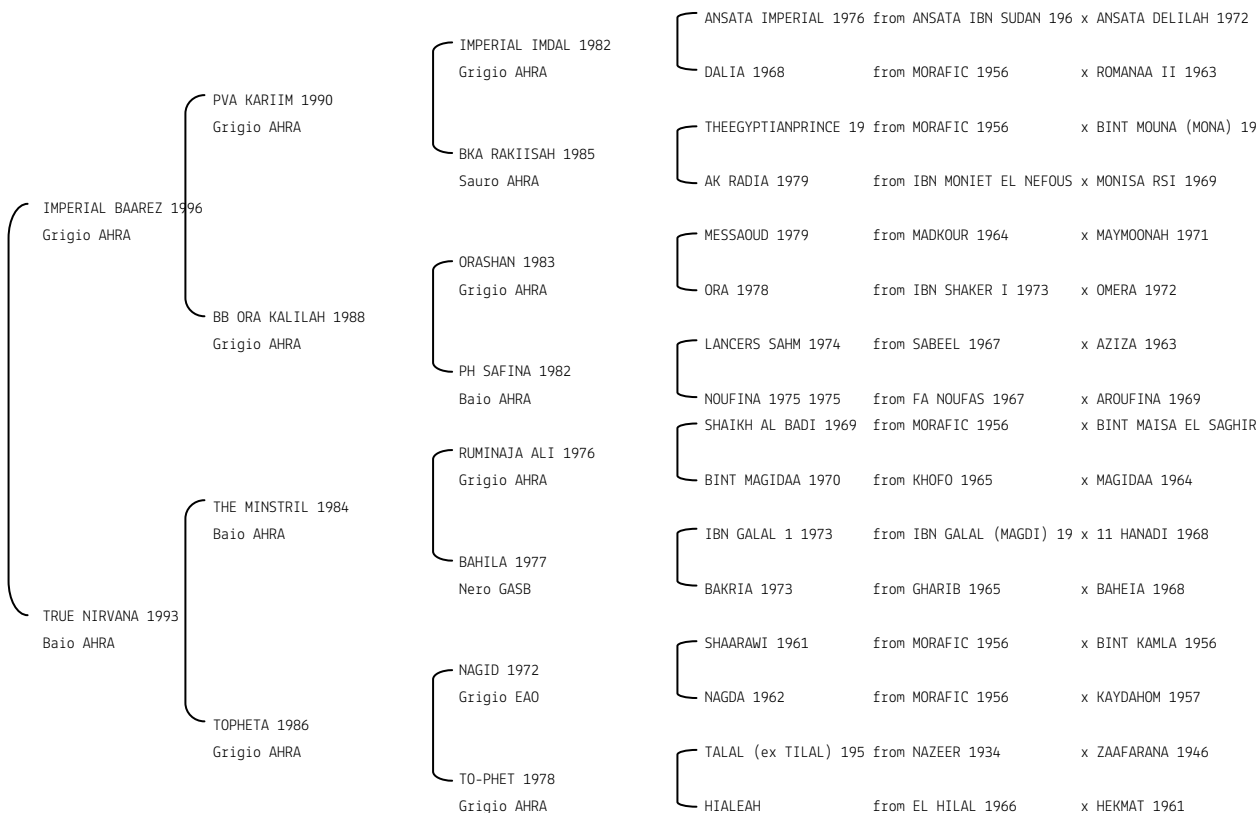 ANSATA IMPERIAL 1976 from ANSATA IBN SUDAN 196 x ANSATA DELILAH 1972
IMPERIAL IMDAL 1982
Grigio AHRA
DALIA 1968 from MORAFIC 1956 x ROMANAA II 1963
PVA KARIIM 1990
Grigio AHRA
THEEGYPTIANPRINCE 19 from MORAFIC 1956 x BINT MOUNA (MONA) 19
BKA RAKIISAH 1985
Sauro AHRA
AK RADIA 1979 from IBN MONIET EL NEFOUS x MONISA RSI 1969
IMPERIAL BAAREZ 1996
Grigio AHRA
MESSAOUD 1979 from MADKOUR 1964 x MAYMOONAH 1971
ORASHAN 1983
Grigio AHRA
ORA 1978 from IBN SHAKER I 1973 x OMERA 1972
BB ORA KALILAH 1988
Grigio AHRA
LANCERS SAHM 1974 from SABEEL 1967 x AZIZA 1963
PH SAFINA 1982
Baio AHRA
NOUFINA 1975 1975 from FA NOUFAS 1967 x AROUFINA 1969
SHAIKH AL BADI 1969 from MORAFIC 1956 x BINT MAISA EL SAGHIR
RUMINAJA ALI 1976
Grigio AHRA
BINT MAGIDAA 1970 from KHOFO 1965 x MAGIDAA 1964
THE MINSTRIL 1984
Baio AHRA
IBN GALAL 1 1973 from IBN GALAL (MAGDI) 19 x 11 HANADI 1968
BAHILA 1977
Nero GASB
BAKRIA 1973 from GHARIB 1965 x BAHEIA 1968
TRUE NIRVANA 1993
Baio AHRA
SHAARAWI 1961 from MORAFIC 1956 x BINT KAMLA 1956
NAGID 1972
Grigio EAO
NAGDA 1962 from MORAFIC 1956 x KAYDAHOM 1957
TOPHETA 1986
Grigio AHRA
TALAL (ex TILAL) 195 from NAZEER 1934 x ZAAFARANA 1946
TO-PHET 1978
Grigio AHRA
HIALEAH from EL HILAL 1966 x HEKMAT 1961